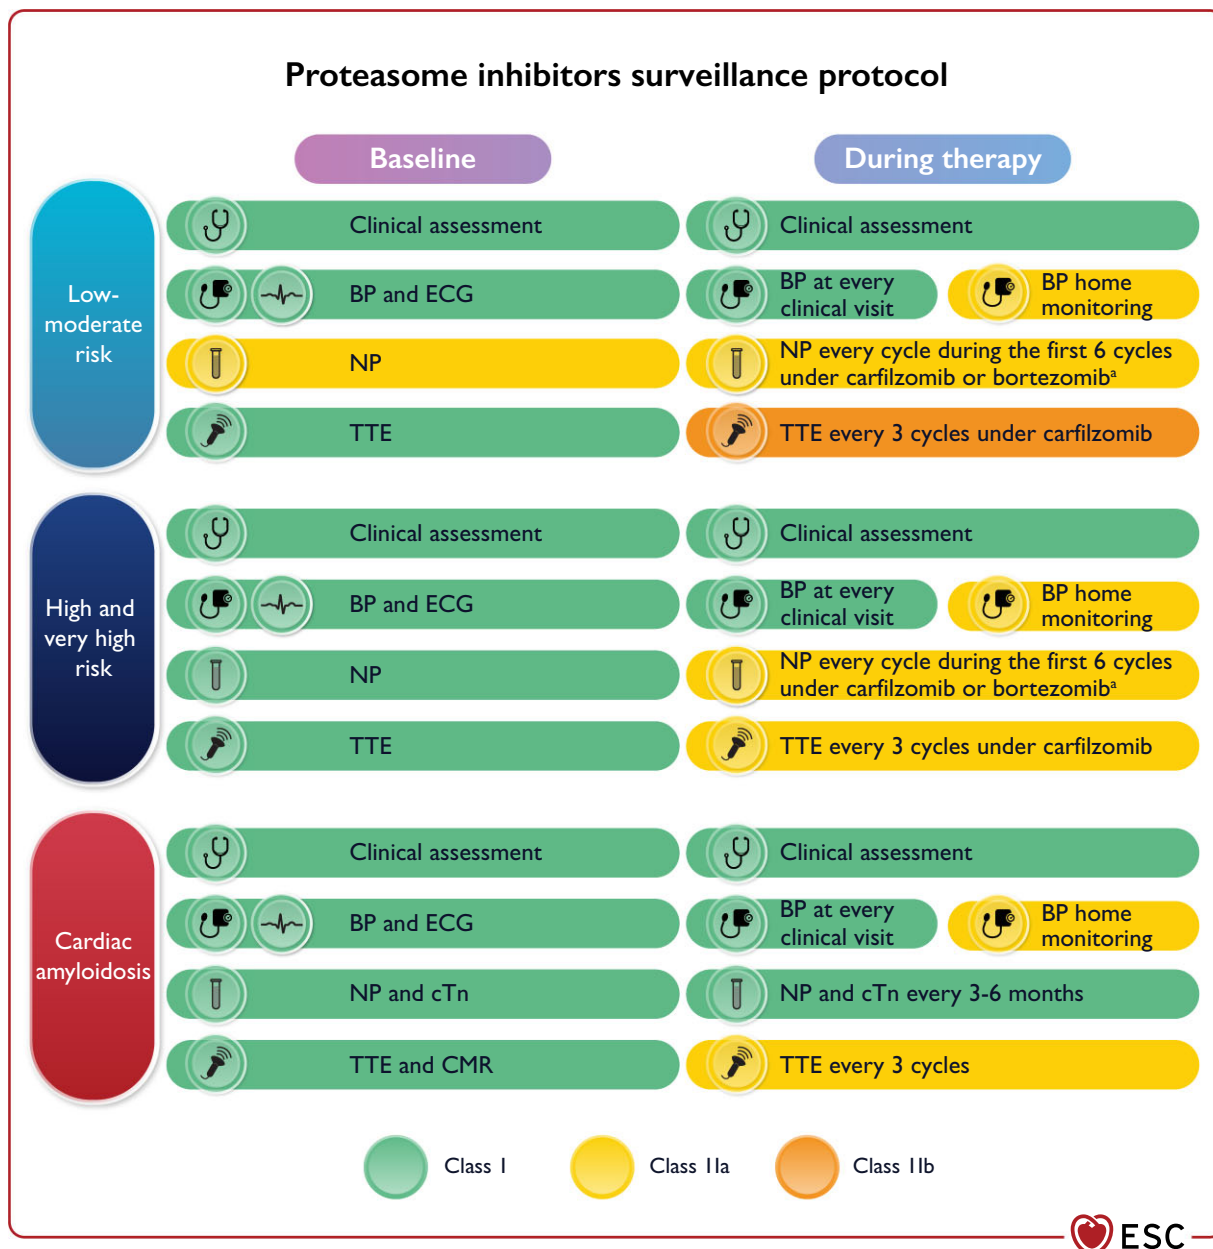 Proteasome inhibitors surveillance protocol
Baseline
During therapy
Low-
moderate
risk
Clinical assessment
Clinical assessment
BP and ECG
BP at every
clinical visit
BP home
monitoring
NP
NP every cycle during the first 6 cycles
under carfilzomib or bortezomibᵃ
TTE
TTE every 3 cycles under carfilzomib
High and
very high
risk
Clinical assessment
Clinical assessment
BP and ECG
BP at every
clinical visit
BP home
monitoring
NP
NP every cycle during the first 6 cycles
under carfilzomib or bortezomibᵃ
TTE
TTE every 3 cycles under carfilzomib
Cardiac
amyloidosis
Clinical assessment
Clinical assessment
BP and ECG
BP at every
clinical visit
BP home
monitoring
NP and cTn
NP and cTn every 3-6 months
TTE and CMR
TTE every 3 cycles
Class I
Class IIa
Class IIb
ESC